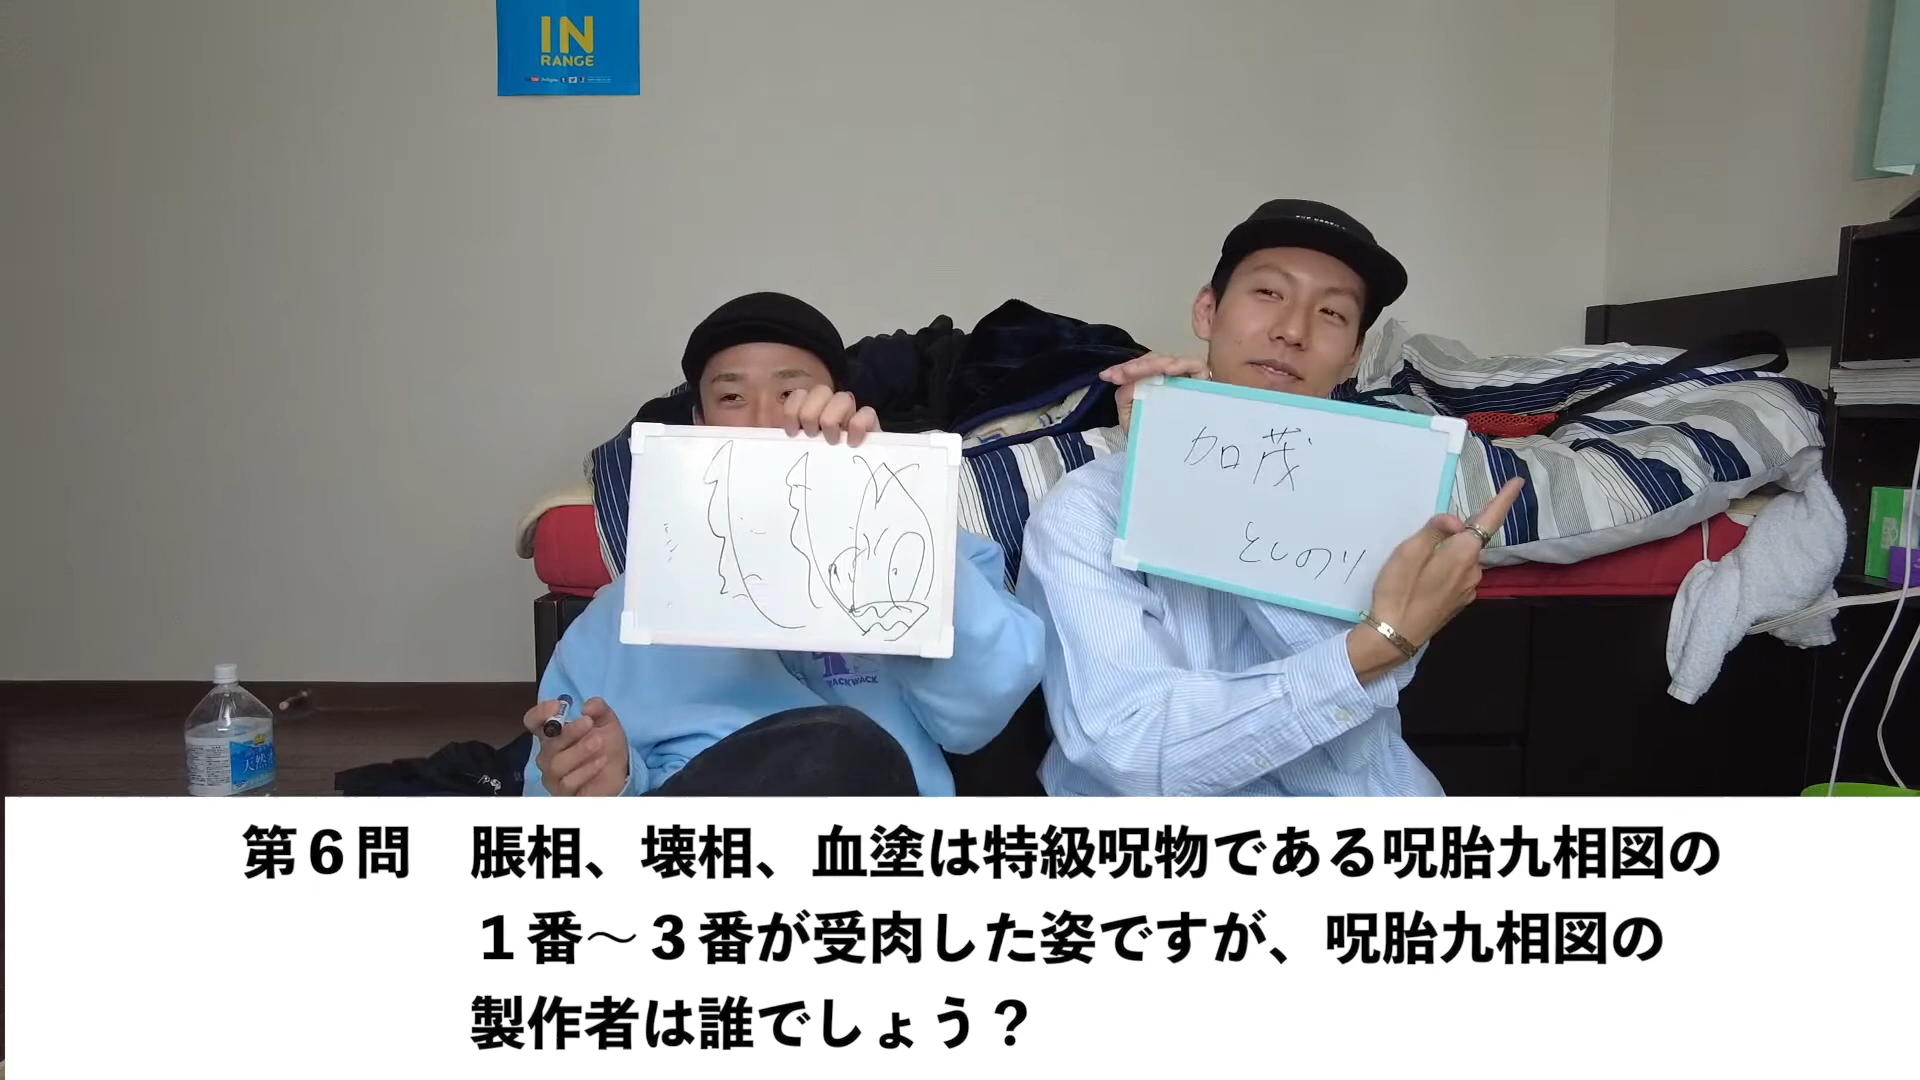 IN
RANGE
加茂
としのり
天然水
第６問　脹相、壊相、血塗は特級呪物である呪胎九相図の
１番～３番が受肉した姿ですが、呪胎九相図の
製作者は誰でしょう？